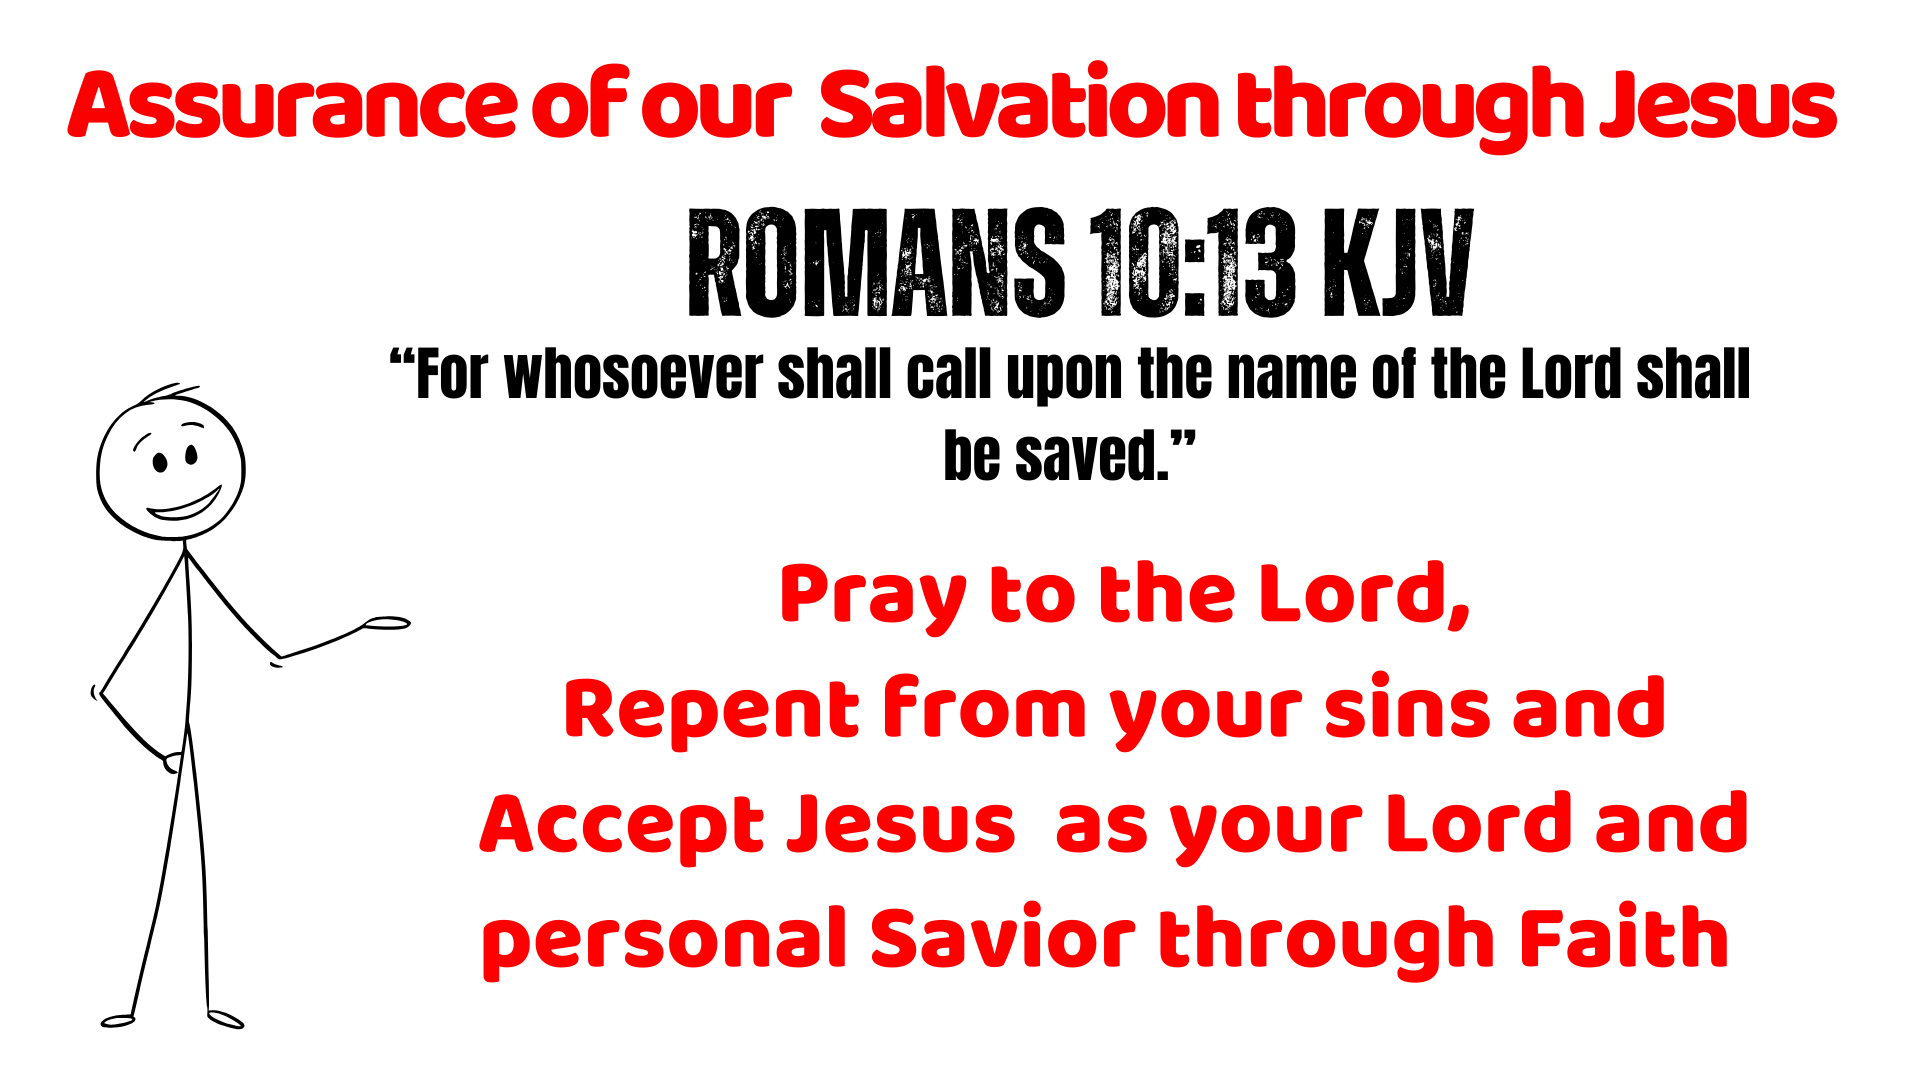 Assurance of our Salvation through Jesus
ROMANS 10:13 KJV
“For whosoever shall call upon the name of the Lord shall
be saved.”
Pray to the Lord,
Repent from your sins and
Accept Jesus as your Lord and
personal Savior through Faith